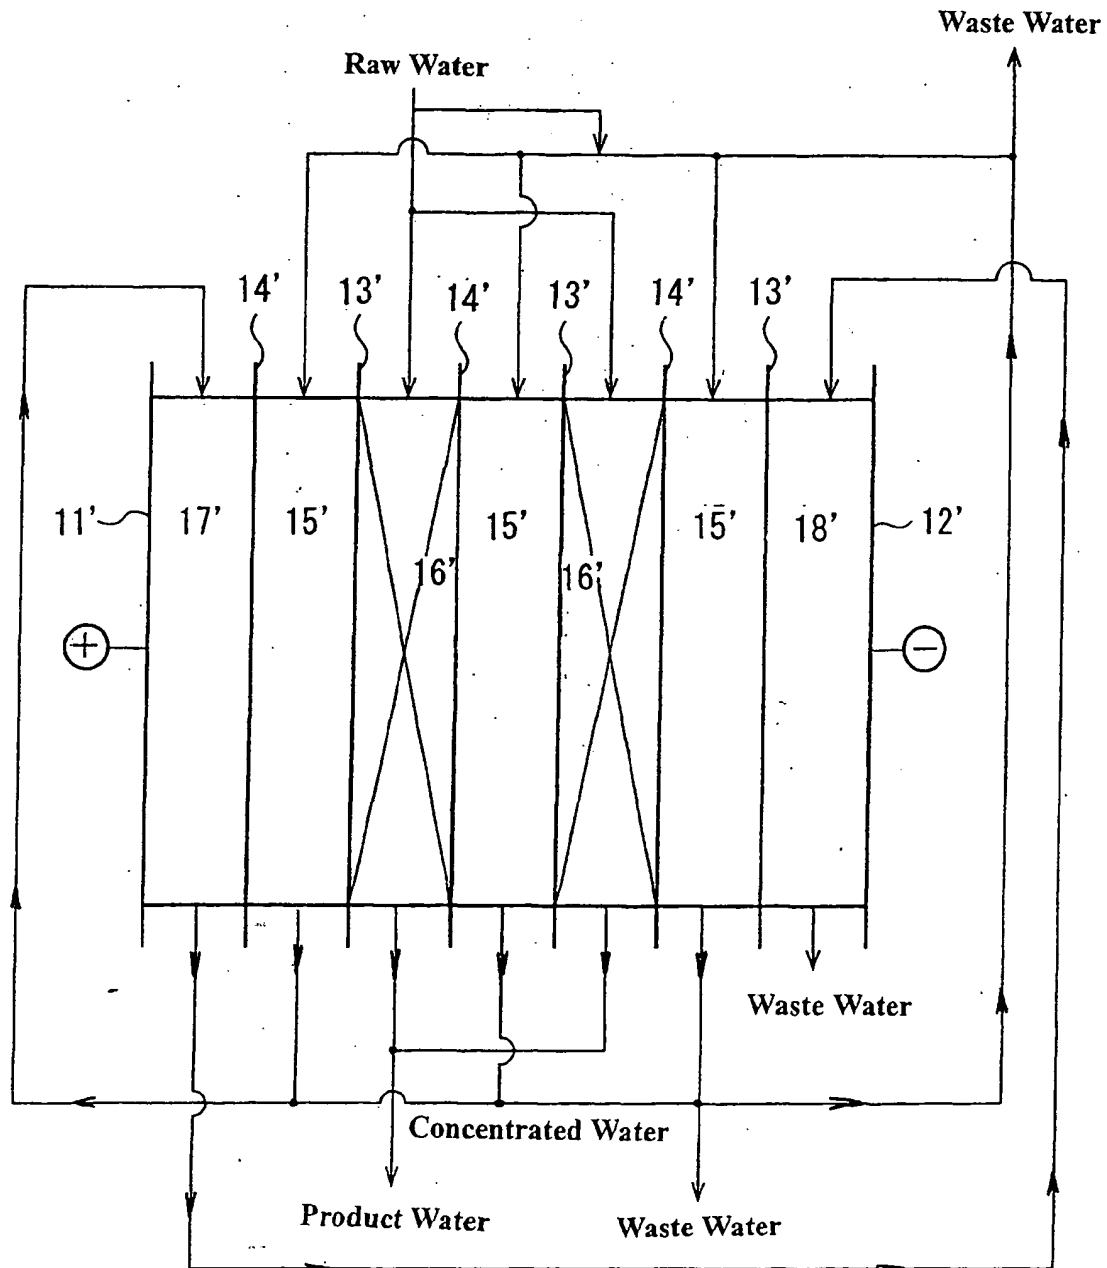 Waste Water
Raw Water
14'
13'
14'
13'
14'
13'
11'
17'
15'
16'
15'
16'
15'
18'
12'
+
−
Waste Water
Concentrated Water
Product Water
Waste Water